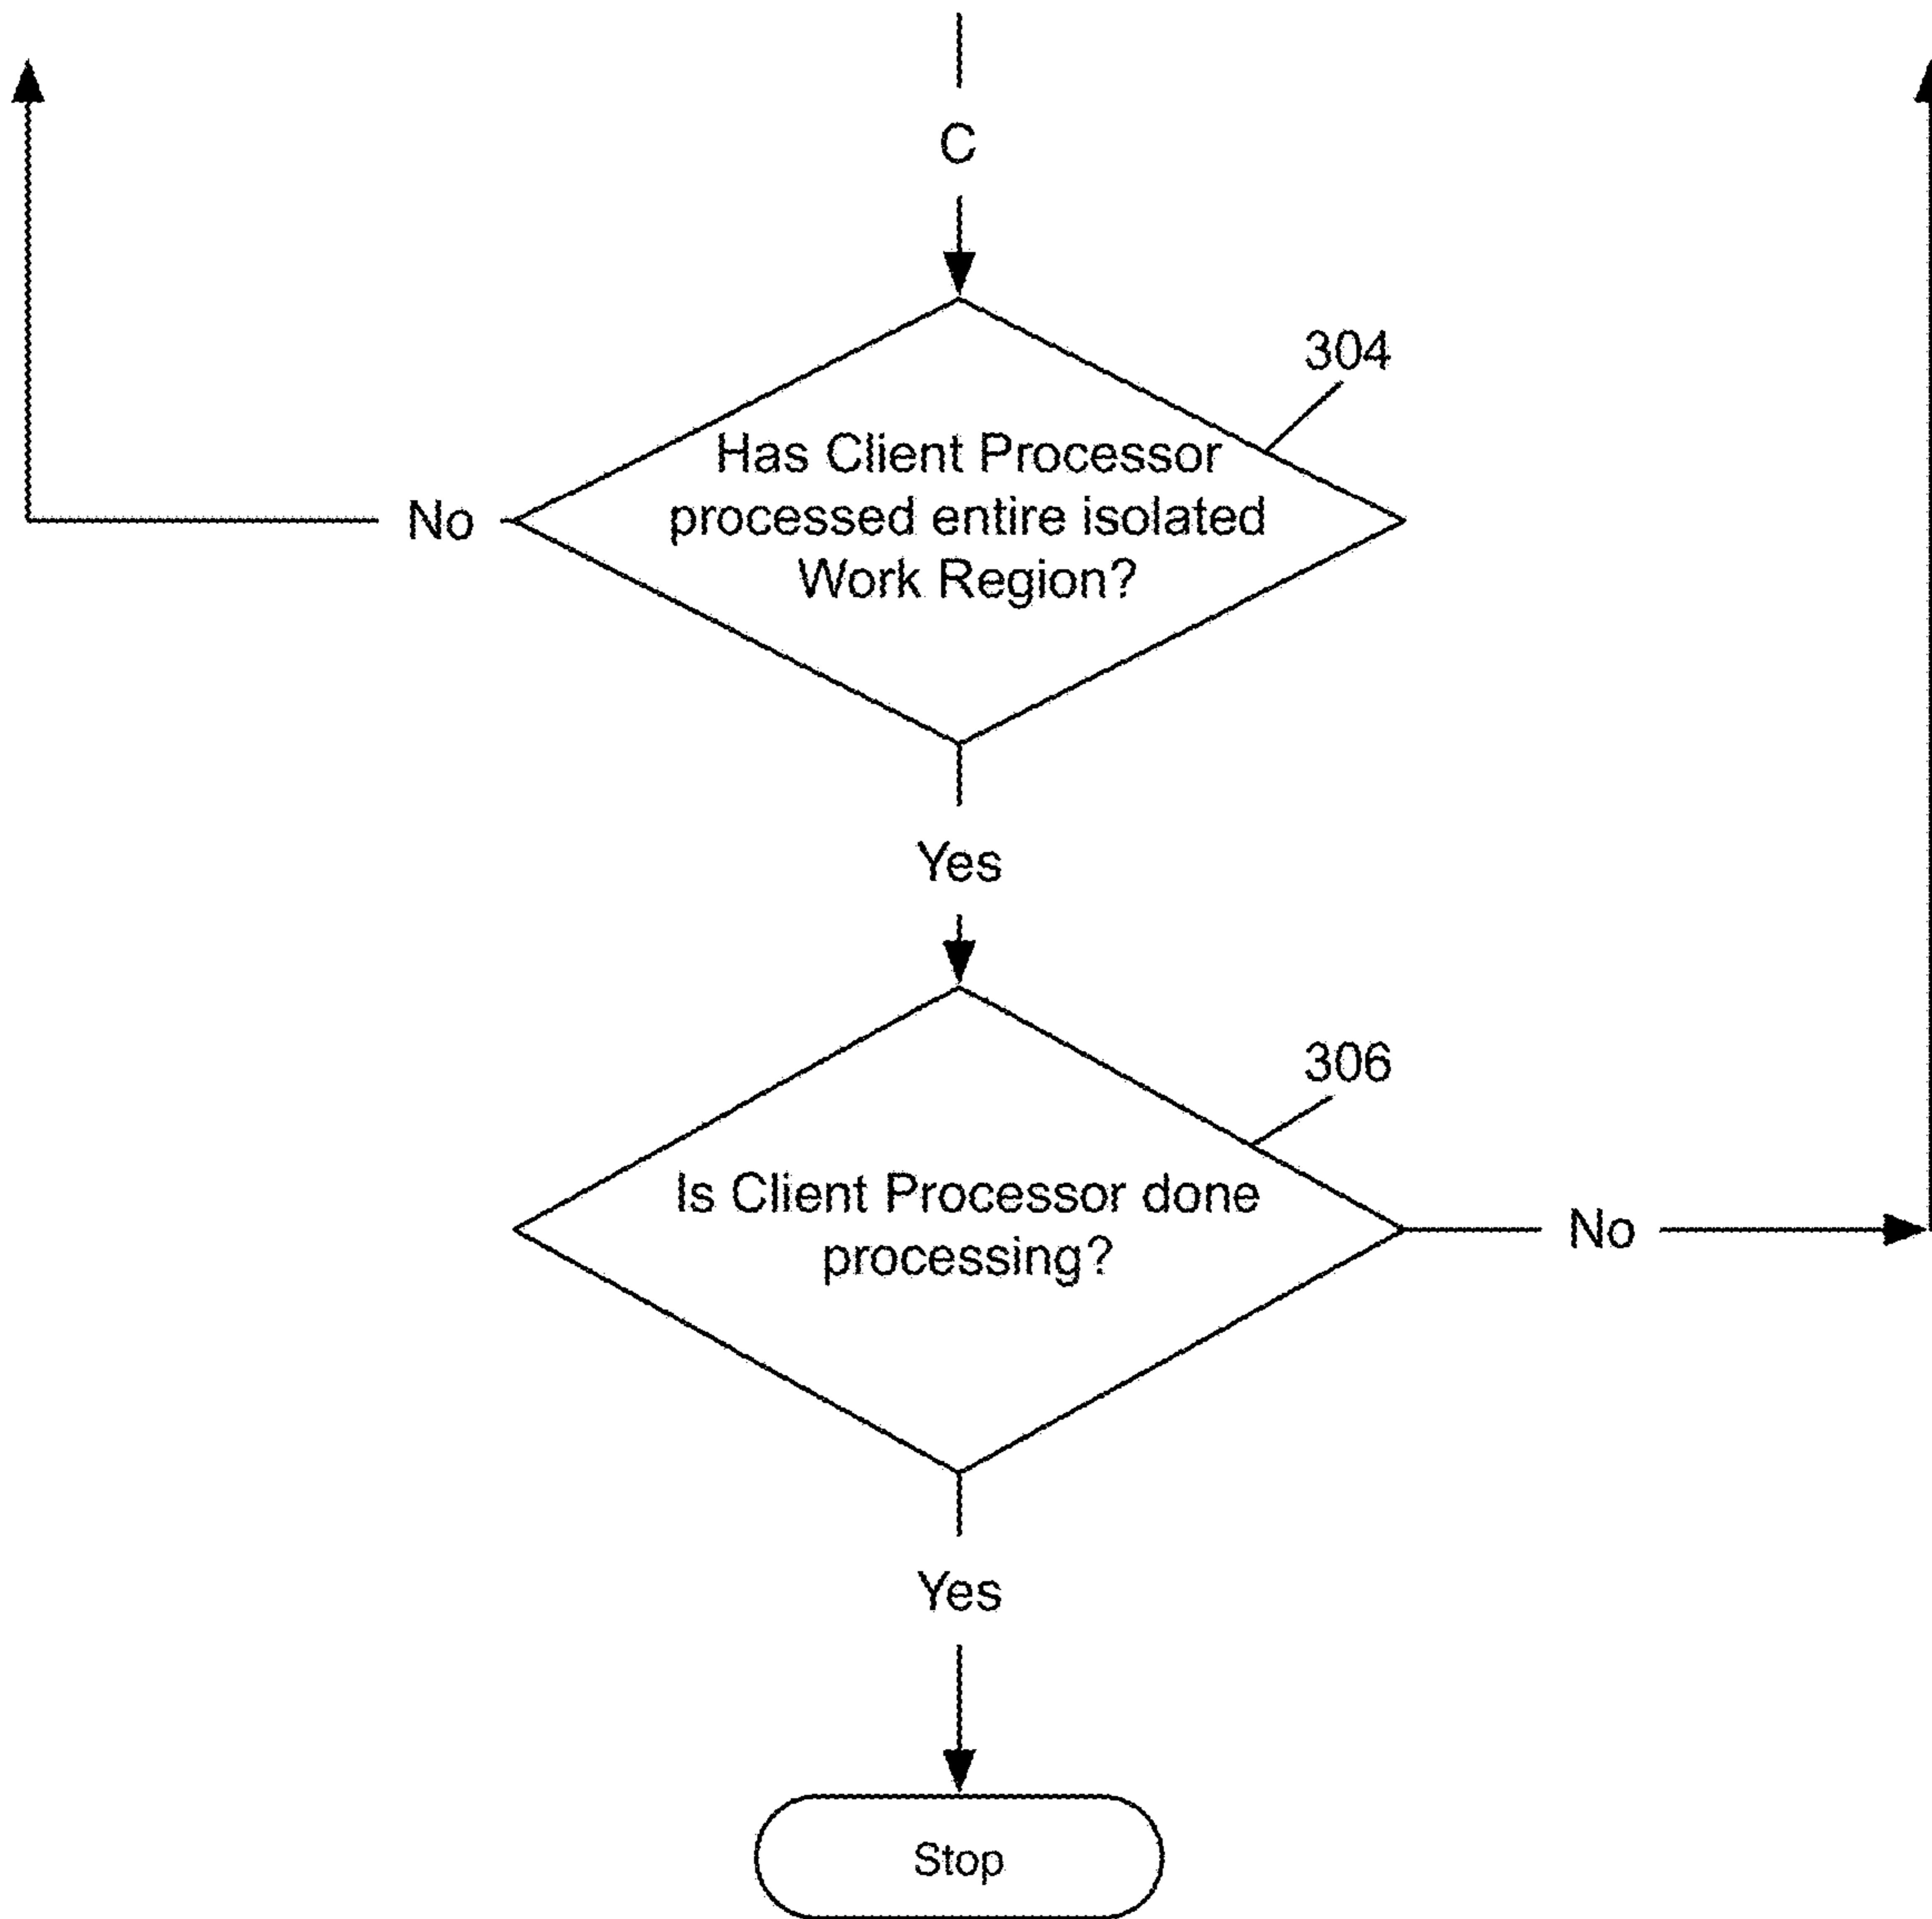 C
304
Has Client Processor
processed entire isolated
Work Region?
No
Yes
306
Is Client Processor done
processing?
No
Yes
Stop